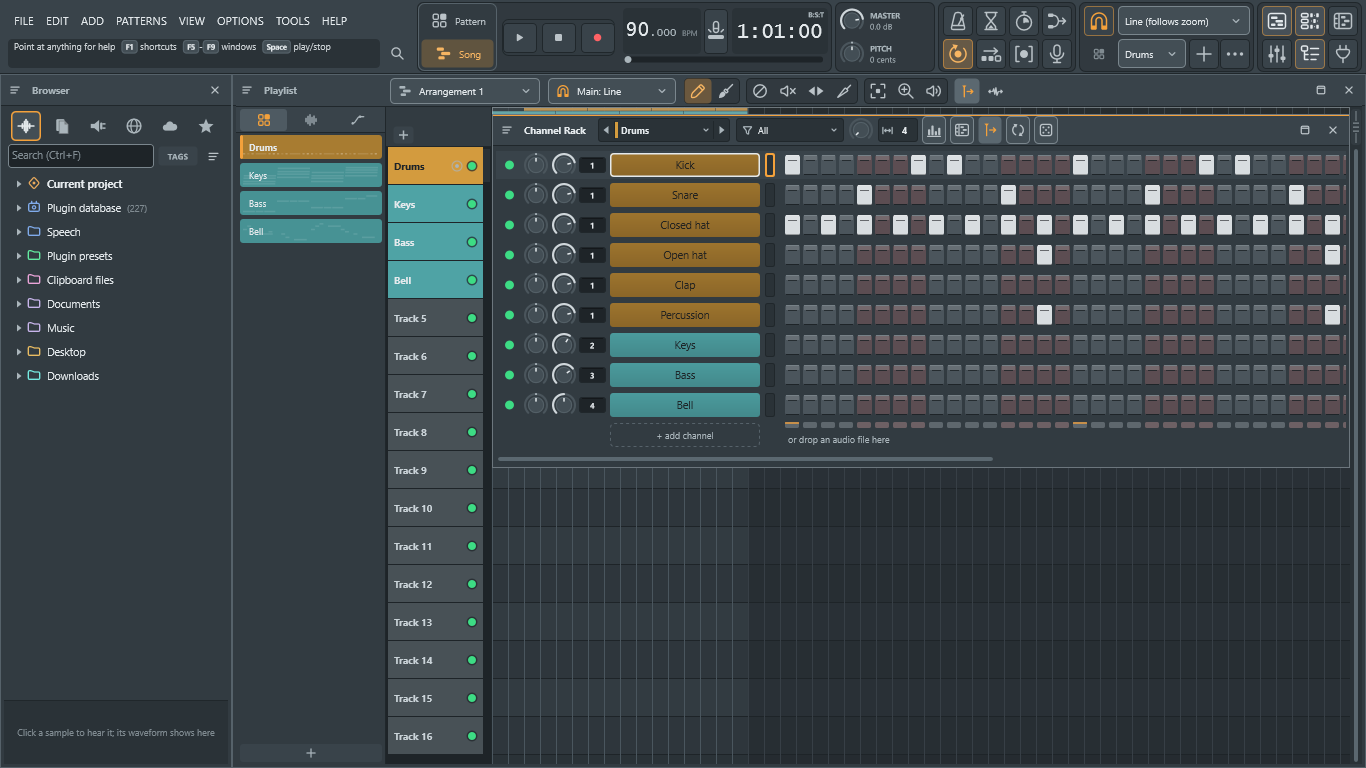 FILE EDIT ADD PATTERNS VIEW OPTIONS TOOLS HELP
Point at anything for help F1 shortcuts F5 - F9 windows Space play/stop
Pattern
Song
90.000 BPM
B:S:T
1:01:00
MASTER
0.0 dB
PITCH
0 cents
Line (follows zoom)
Drums
Browser
Playlist
Arrangement 1
Main: Line
Search (Ctrl+F)
TAGS
Current project
Plugin database (227)
Speech
Plugin presets
Clipboard files
Documents
Music
Desktop
Downloads
Click a sample to hear it; its waveform shows here
Drums
Keys
Bass
Bell
Drums
Keys
Bass
Bell
Track 5
Track 6
Track 7
Track 8
Track 9
Track 10
Track 11
Track 12
Track 13
Track 14
Track 15
Track 16
Channel Rack
Drums
All
4
1 Kick
1 Snare
1 Closed hat
1 Open hat
1 Clap
1 Percussion
2 Keys
3 Bass
4 Bell
+ add channel
or drop an audio file here